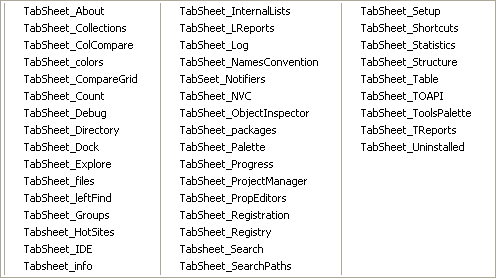 TabSheet_About
TabSheet_Collections
TabSheet_ColCompare
TabSheet_colors
TabSheet_CompareGrid
TabSheet_Count
TabSheet_Debug
TabSheet_Directory
TabSheet_Dock
TabSheet_Explore
TabSheet_files
TabSheet_leftFind
TabSheet_Groups
Tabsheet_HotSites
TabSheet_IDE
Tabsheet_info
TabSheet_InternalLists
TabSheet_LReports
TabSheet_Log
TabSheet_NamesConvention
TabSeet_Notifiers
TabSheet_NVC
TabSheet_ObjectInspector
TabSheet_packages
TabSheet_Palette
TabSheet_Progress
TabSheet_ProjectManager
TabSheet_PropEditors
TabSheet_Registration
TabSheet_Registry
Tabsheet_Search
TabSheet_SearchPaths
TabSheet_Setup
TabSheet_Shortcuts
TabSheet_Statistics
TabSheet_Structure
TabSheet_Table
TabSheet_TOAPI
TabSheet_ToolsPalette
TabSheet_TReports
TabSheet_Uninstalled